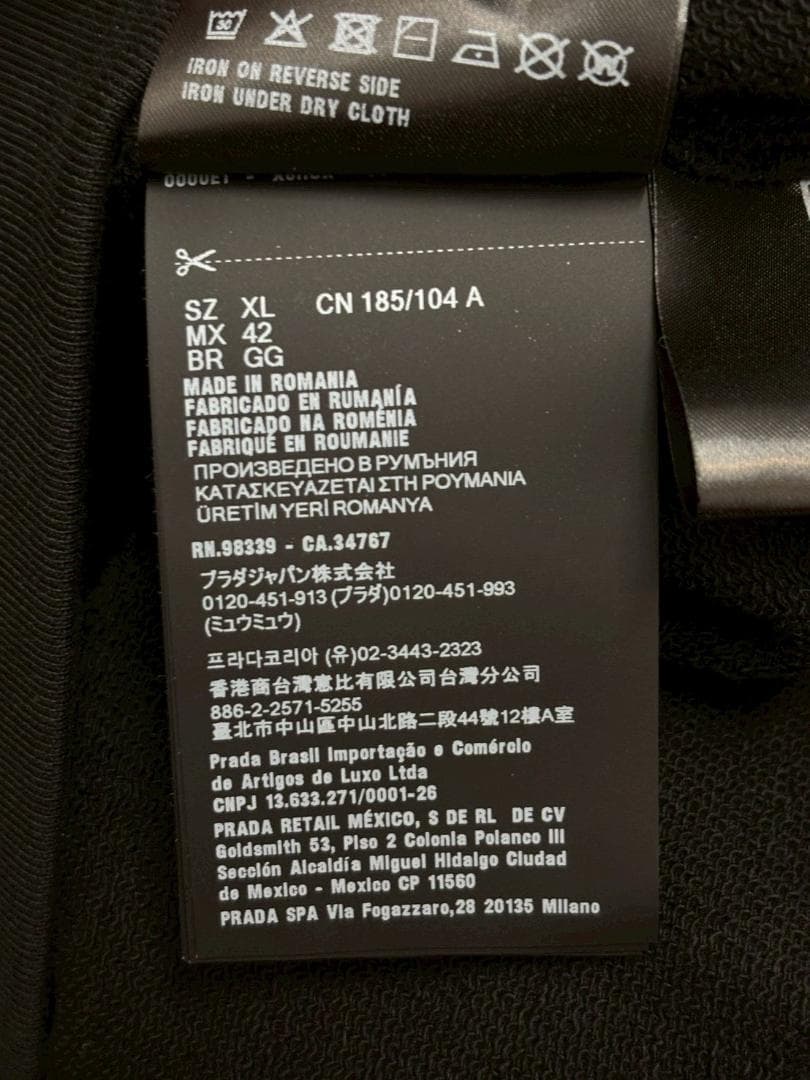 30
IRON ON REVERSE SIDE
IRON UNDER DRY CLOTH
SZ XL CN 185/104 A
MX 42
BR GG
MADE IN ROMANIA
FABRICADO EN RUMANÍA
FABRICADO NA ROMÉNIA
FABRIQUÉ EN ROUMANIE
ПРОИЗВЕДЕНО В РУМЪНИЯ
ΚΑΤΑΣΚΕΥΑΖΕΤΑΙ ΣΤΗ ΡΟΥΜΑΝΙΑ
ÜRETİM YERİ ROMANYA
RN.98339 - CA.34767
プラダジャパン株式会社
0120-451-913 (プラダ)0120-451-993
(ミュウミュウ)
프라다코리아 (유)02-3443-2323
香港商台灣惠比有限公司台灣分公司
886-2-2571-5255
臺北市中山區中山北路二段44號12樓A室
Prada Brasil Importação e Comércio
de Artigos de Luxo Ltda
CNPJ 13.633.271/0001-26
PRADA RETAIL MÉXICO, S DE RL DE CV
Goldsmith 53, Piso 2 Colonia Polanco III
Sección Alcaldía Miguel Hidalgo Ciudad
de Mexico - Mexico CP 11560
PRADA SPA Via Fogazzaro,28 20135 Milano